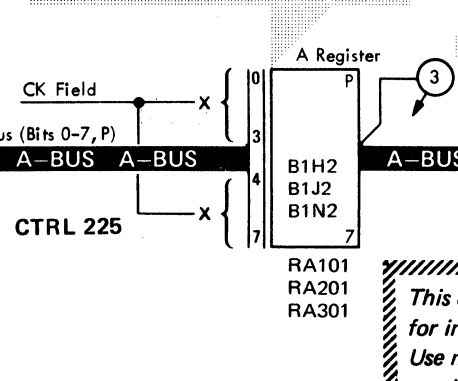 A Register
0
P
3
CK Field
X
us (Bits 0-7, P)
3
A-BUS A-BUS
A-BUS
4
B1H2
B1J2
B1N2
X
CTRL 225
7
7
RA101
RA201
RA301
This
for in
Use